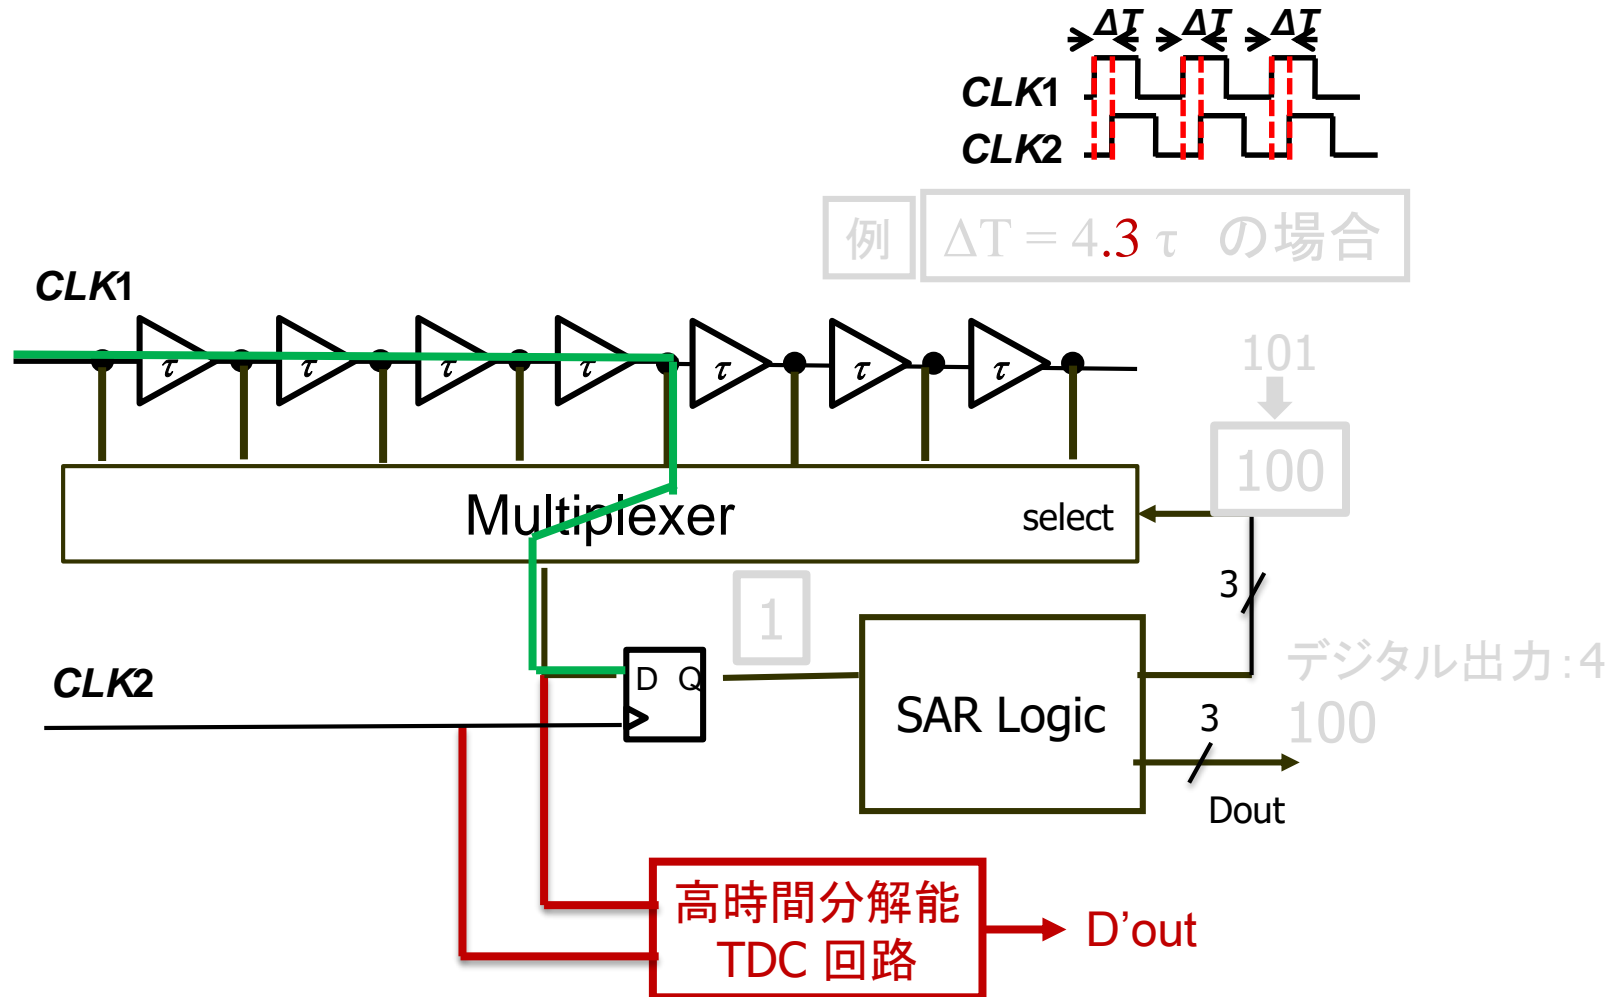 ΔT ΔT ΔT
CLK1
CLK2
例 ΔT = 4.3 τ の場合
CLK1
τ τ τ τ τ τ τ
101
100
Multiplexer select
3
1
デジタル出力:4
100
CLK2
D Q
SAR Logic
3
Dout
高時間分解能
TDC 回路
D’out